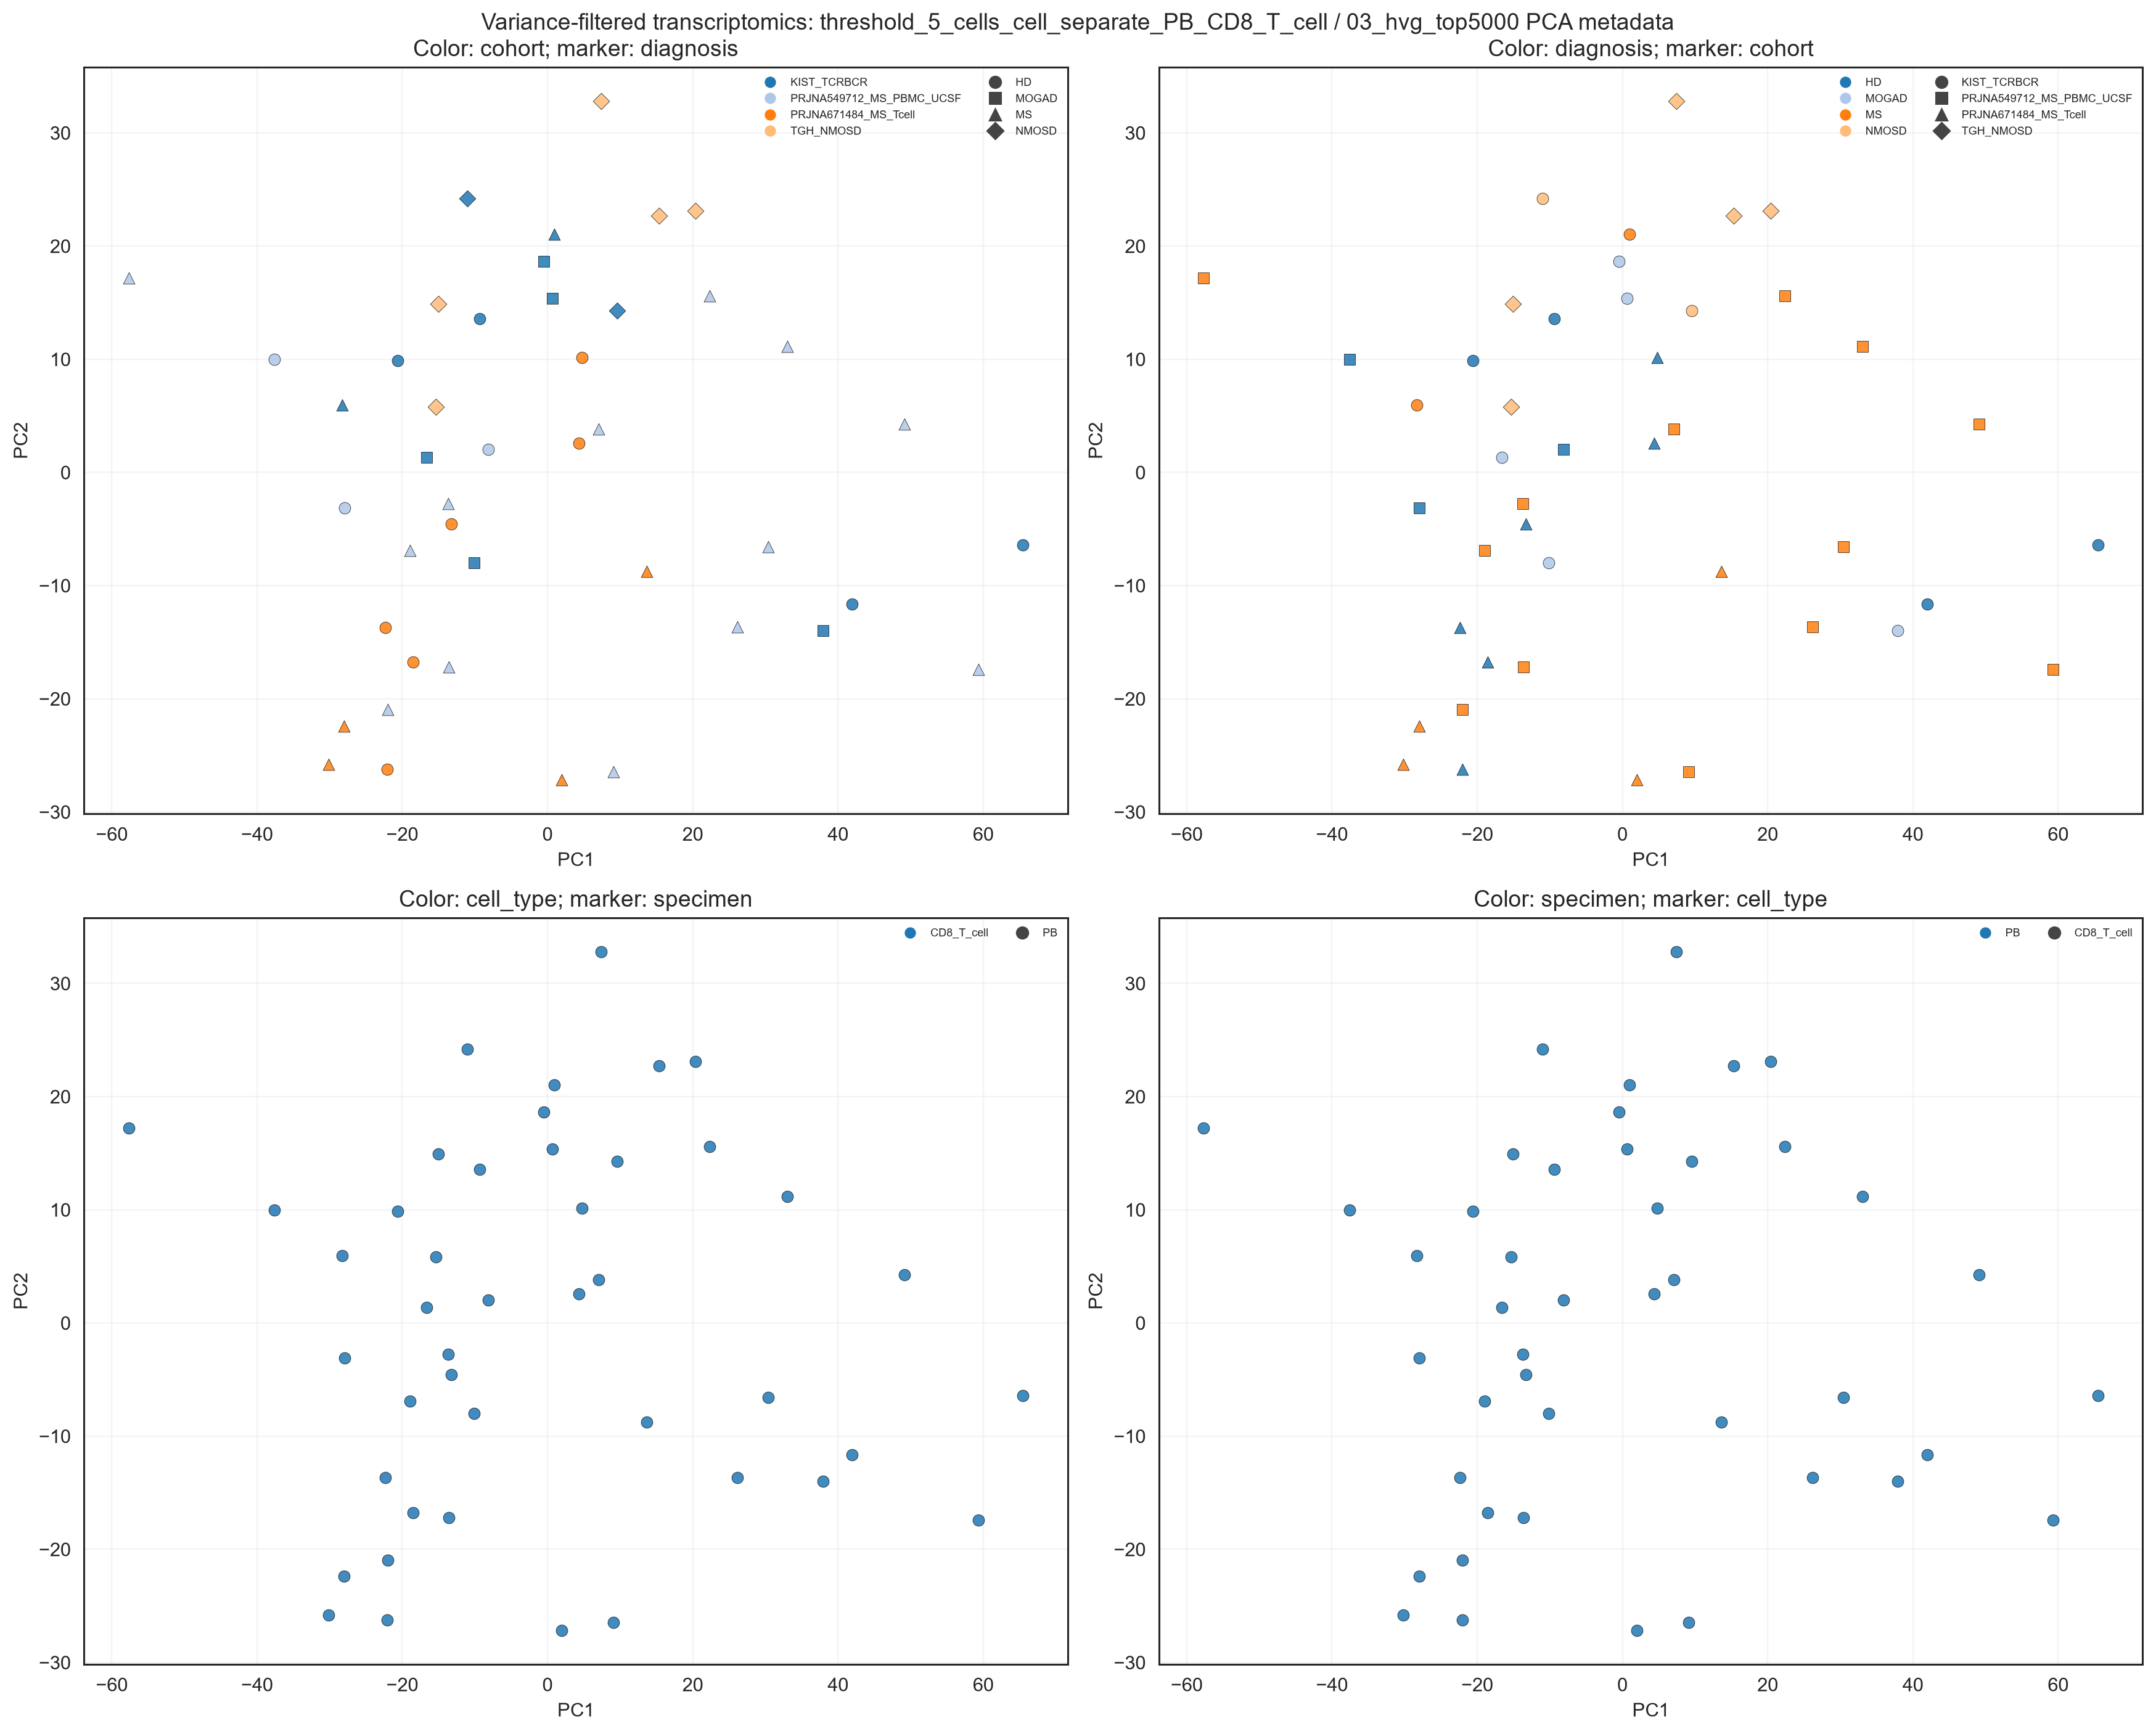 Variance-filtered transcriptomics: threshold_5_cells_cell_separate_PB_CD8_T_cell / 03_hvg_top5000 PCA metadata
Color: cohort; marker: diagnosis
KIST_TCRBCR
PRJNA549712_MS_PBMC_UCSF
PRJNA671484_MS_Tcell
TGH_NMOSD
HD
MOGAD
MS
NMOSD
PC2
30
20
10
0
−10
−20
−30
−60
−40
−20
0
20
40
60
PC1
Color: diagnosis; marker: cohort
HD
MOGAD
MS
NMOSD
KIST_TCRBCR
PRJNA549712_MS_PBMC_UCSF
PRJNA671484_MS_Tcell
TGH_NMOSD
PC2
30
20
10
0
−10
−20
−30
−60
−40
−20
0
20
40
60
PC1
Color: cell_type; marker: specimen
CD8_T_cell
PB
PC2
30
20
10
0
−10
−20
−30
−60
−40
−20
0
20
40
60
PC1
Color: specimen; marker: cell_type
PB
CD8_T_cell
PC2
30
20
10
0
−10
−20
−30
−60
−40
−20
0
20
40
60
PC1